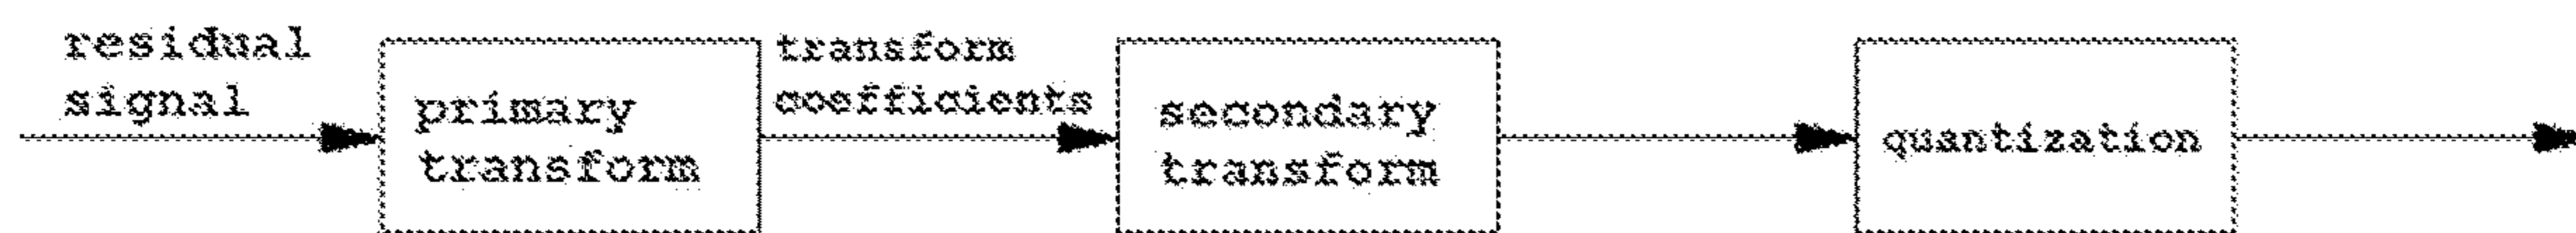 residual
signal
primary
transform
transform
coefficients
secondary
transform
quantization